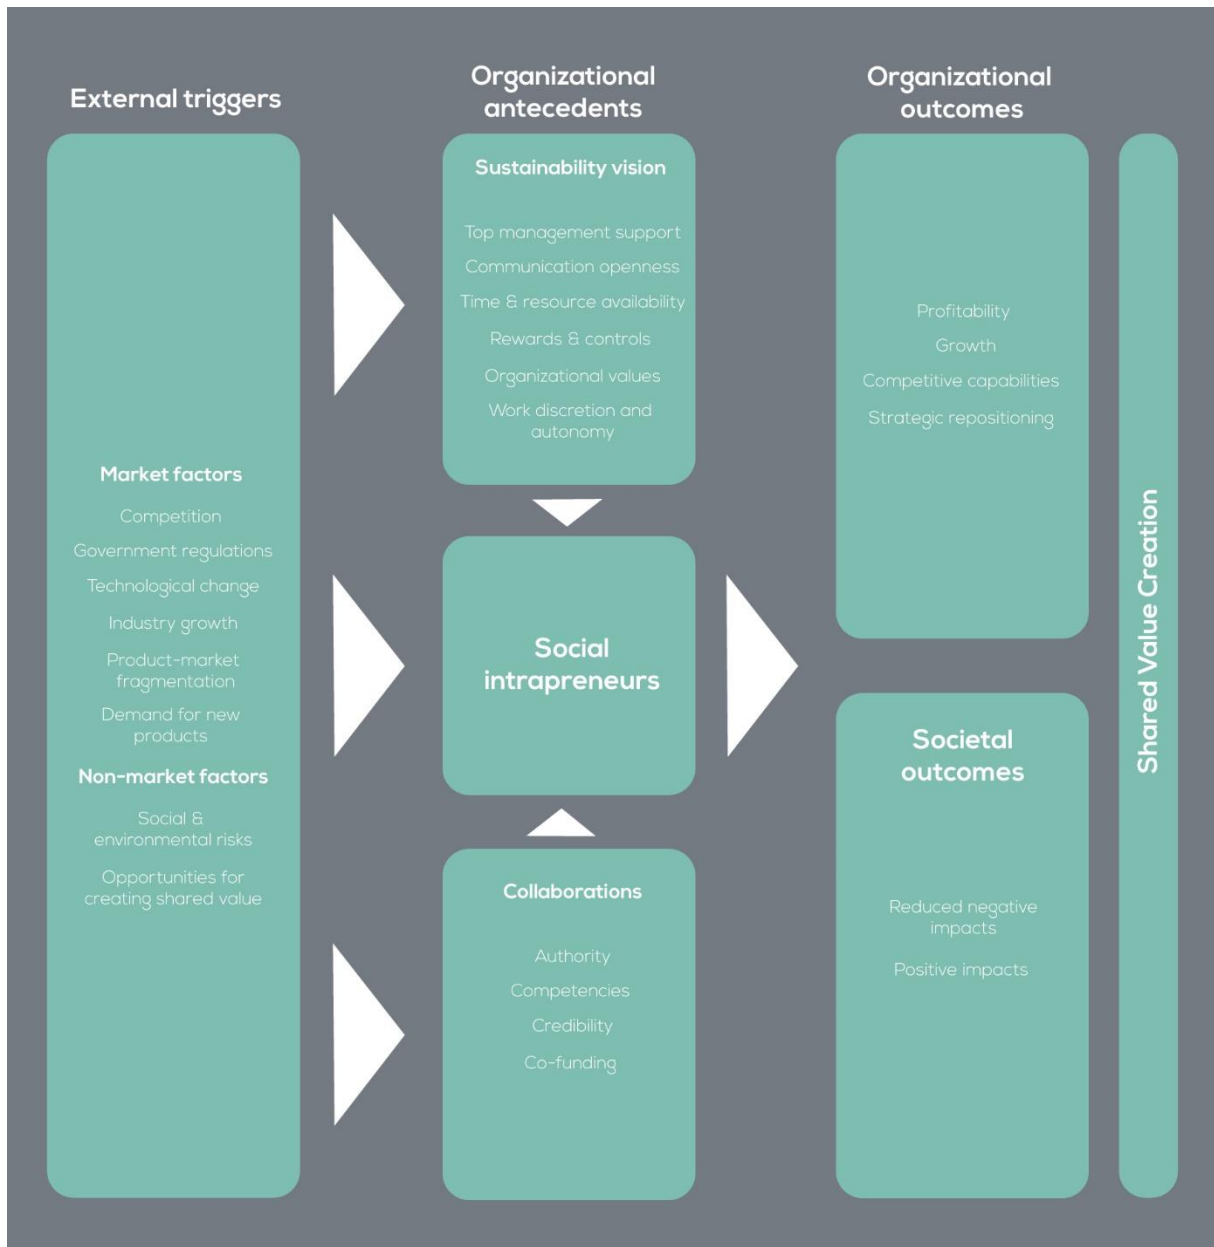 External triggers
Market factors
Competition
Government regulations
Technological change
Industry growth
Product-market
fragmentation
Demand for new
products
Non-market factors
Social &
environmental risks
Opportunities for
creating shared value
Organizational
antecedents
Sustainability vision
Top management support
Communication openness
Time & resource availability
Rewards & controls
Organizational values
Work discretion and
autonomy
Social
intrapreneurs
Collaborations
Authority
Competencies
Credibility
Co-funding
Organizational
outcomes
Profitability
Growth
Competitive capabilities
Strategic repositioning
Societal
outcomes
Reduced negative
impacts
Positive impacts
Shared Value Creation